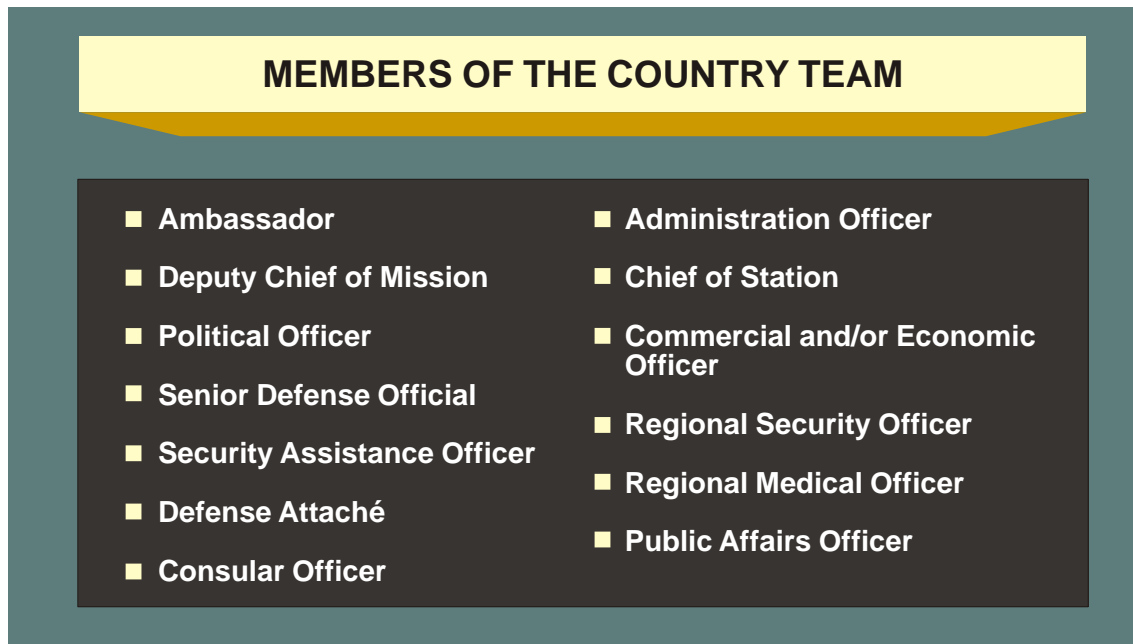 MEMBERS OF THE COUNTRY TEAM
Ambassador
Deputy Chief of Mission
Political Officer
Senior Defense Official
Security Assistance Officer
Defense Attaché
Consular Officer
Administration Officer
Chief of Station
Commercial and/or Economic
Officer
Regional Security Officer
Regional Medical Officer
Public Affairs Officer